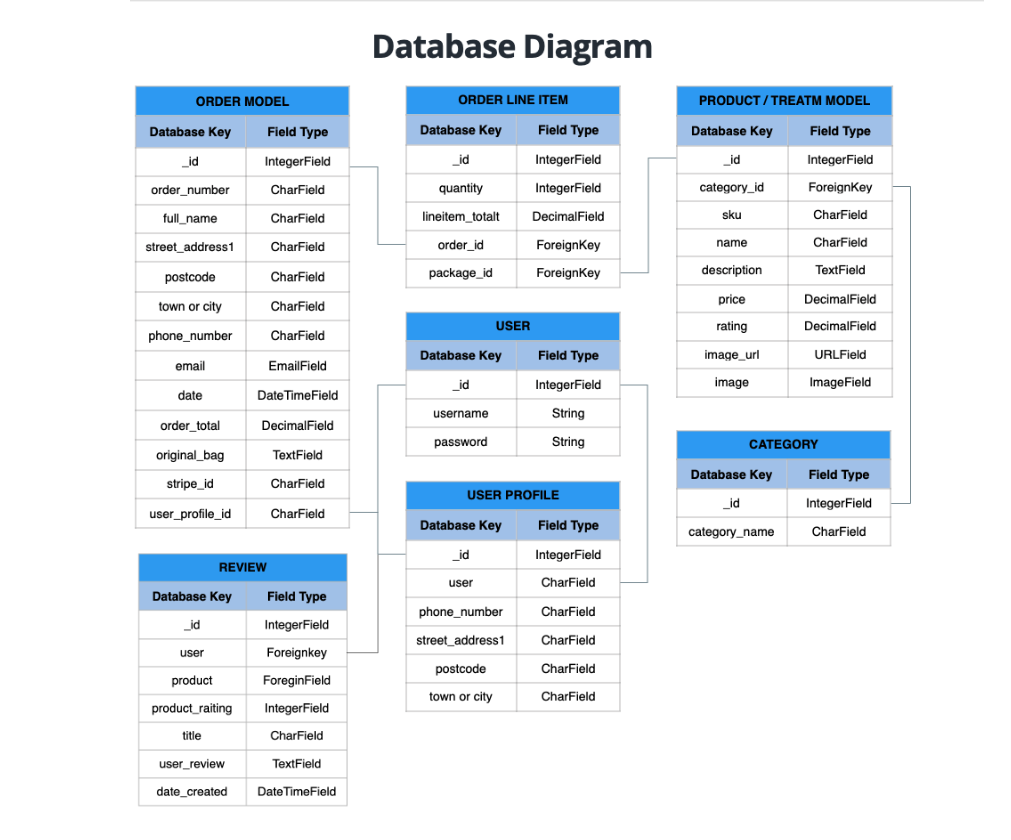 Database Diagram
ORDER MODEL
Database Key Field Type
_id IntegerField
order_number CharField
full_name CharField
street_address1 CharField
postcode CharField
town or city CharField
phone_number CharField
email EmailField
date DateTimeField
order_total DecimalField
original_bag TextField
stripe_id CharField
user_profile_id CharField
REVIEW
Database Key Field Type
_id IntegerField
user Foreignkey
product ForeginField
product_raiting IntegerField
title CharField
user_review TextField
date_created DateTimeField
ORDER LINE ITEM
Database Key Field Type
_id IntegerField
quantity IntegerField
lineitem_totalt DecimalField
order_id ForeignKey
package_id ForeignKey
USER
Database Key Field Type
_id IntegerField
username String
password String
USER PROFILE
Database Key Field Type
_id IntegerField
user CharField
phone_number CharField
street_address1 CharField
postcode CharField
town or city CharField
PRODUCT / TREATM MODEL
Database Key Field Type
_id IntegerField
category_id ForeignKey
sku CharField
name CharField
description TextField
price DecimalField
rating DecimalField
image_url URLField
image ImageField
CATEGORY
Database Key Field Type
_id IntegerField
category_name CharField